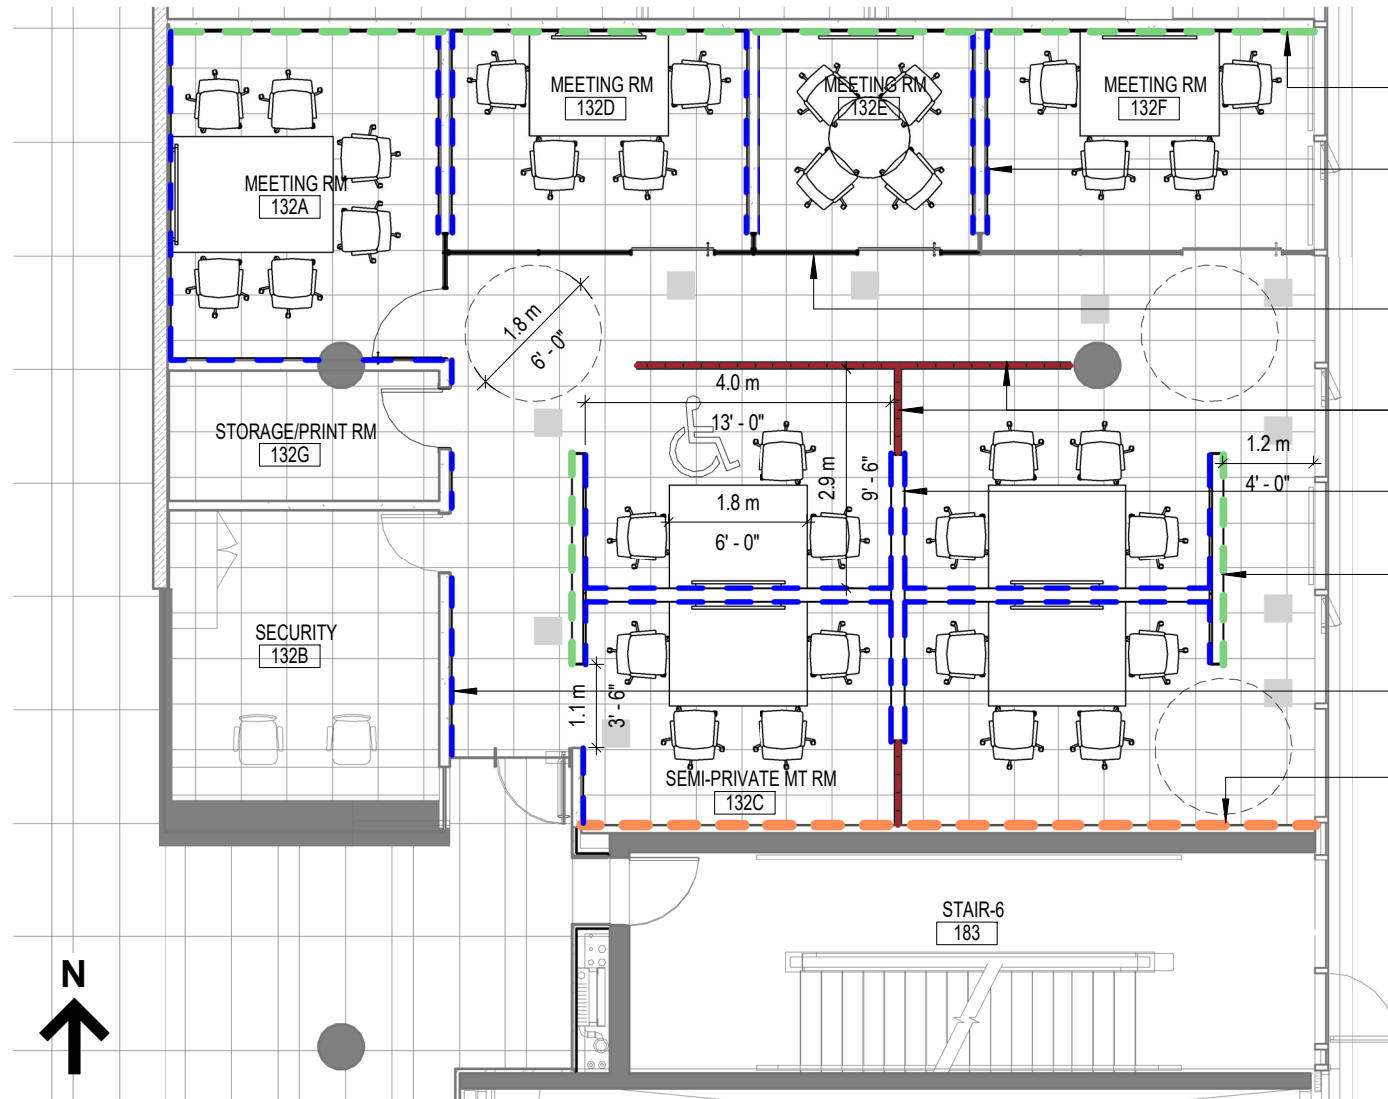 MEETING RM
132D
MEETING RM
132E
MEETING RM
132F
MEETING RM
132A
1.8 m
6' - 0"
4.0 m
13' - 0"
STORAGE/PRINT RM
132G
2.9 m
9' - 6"
1.2 m
4' - 0"
1.8 m
6' - 0"
SECURITY
132B
1.1 m
3' - 6"
SEMI-PRIVATE MT RM
132C
STAIR-6
183
N